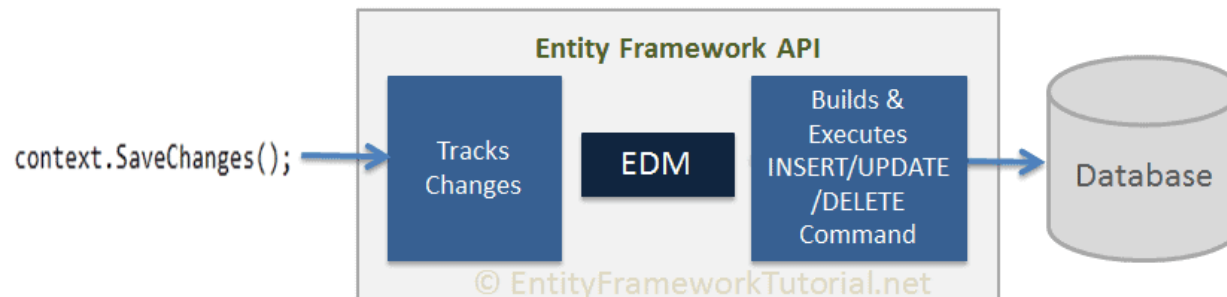 Entity Framework API
context.SaveChanges();
Tracks
Changes
EDM
Builds &
Executes
INSERT/UPDATE
/DELETE
Command
Database
© EntityFrameworkTutorial.net